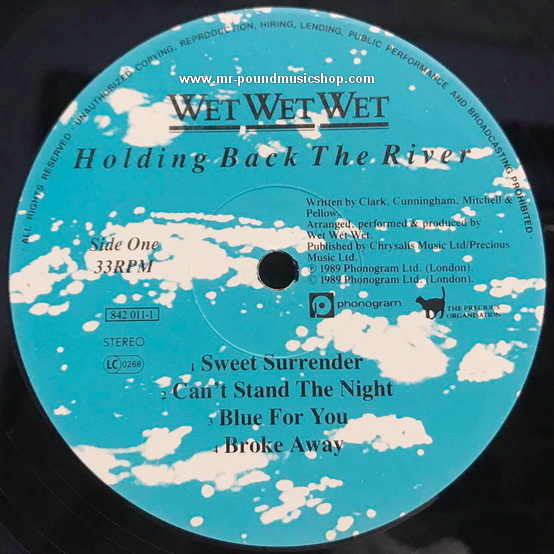 ALL RIGHTS RESERVED · UNAUTHORIZED COPYING, REPRODUCTION, HIRING, LENDING, PUBLIC PERFORMANCE AND BROADCASTING PROHIBITED
www.mr-poundmusicshop.com
WET WET WET
Holding Back The River
Written by Clark, Cunningham, Mitchell &
Pellow.
Arranged, performed & produced by
Wet Wet Wet.
Published by Chrysalis Music Ltd/Precious
Music Ltd.
℗ 1989 Phonogram Ltd. (London).
© 1989 Phonogram Ltd. (London).
Side One
33RPM
phonogram
THE PRECIOUS
ORGANISATION
842 011-1
STEREO
LC 0268
1 Sweet Surrender
2 Can't Stand The Night
3 Blue For You
4 Broke Away